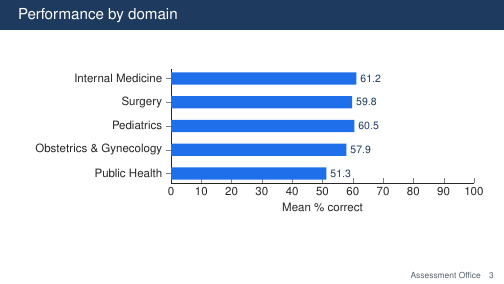 Performance by domain
Internal Medicine 61.2
Surgery 59.8
Pediatrics 60.5
Obstetrics & Gynecology 57.9
Public Health 51.3
0 10 20 30 40 50 60 70 80 90 100
Mean % correct
Assessment Office 3